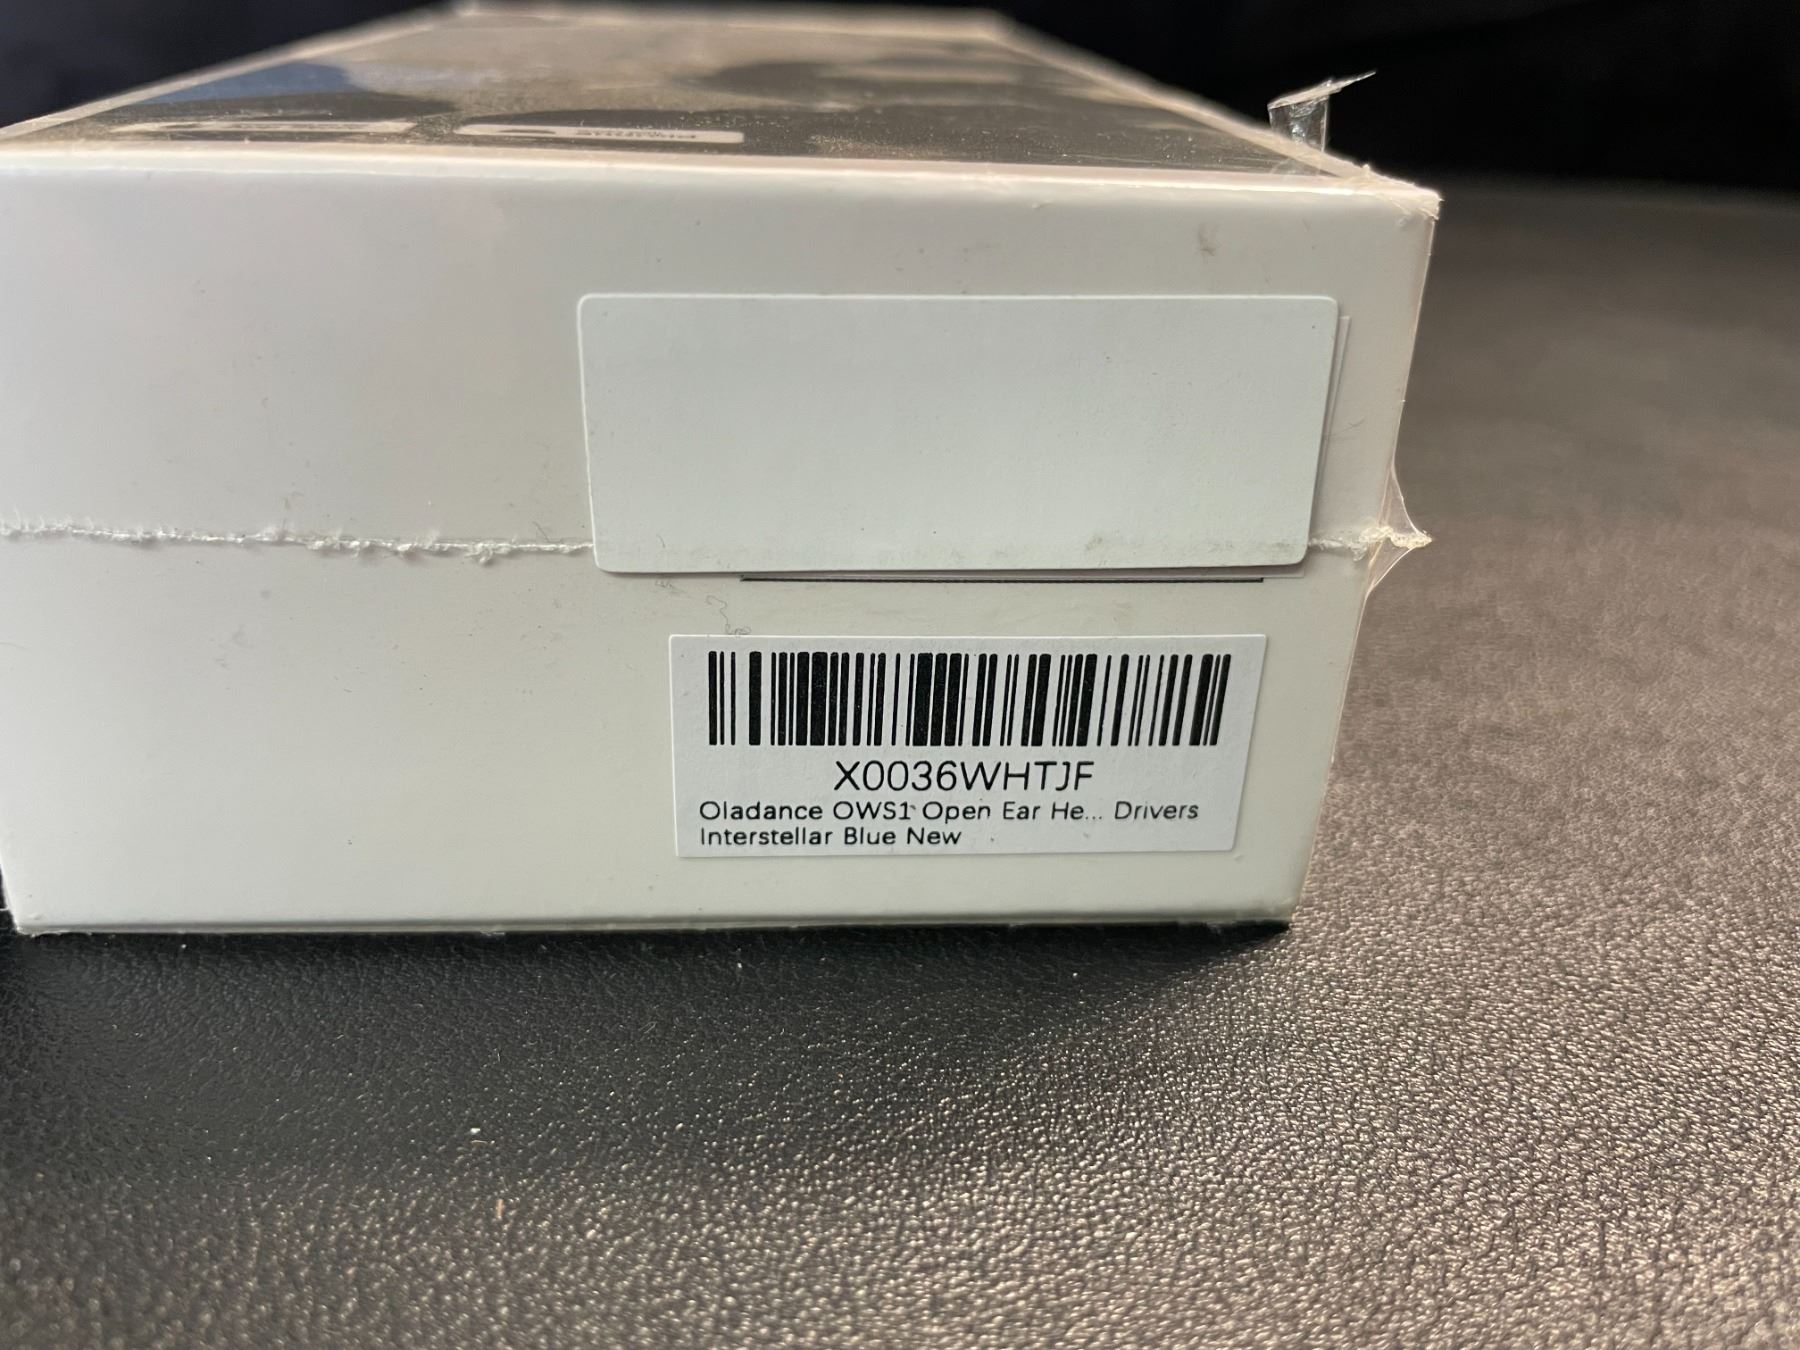 X0036WHTJF
Oladance OWS1 Open Ear He... Drivers
Interstellar Blue New